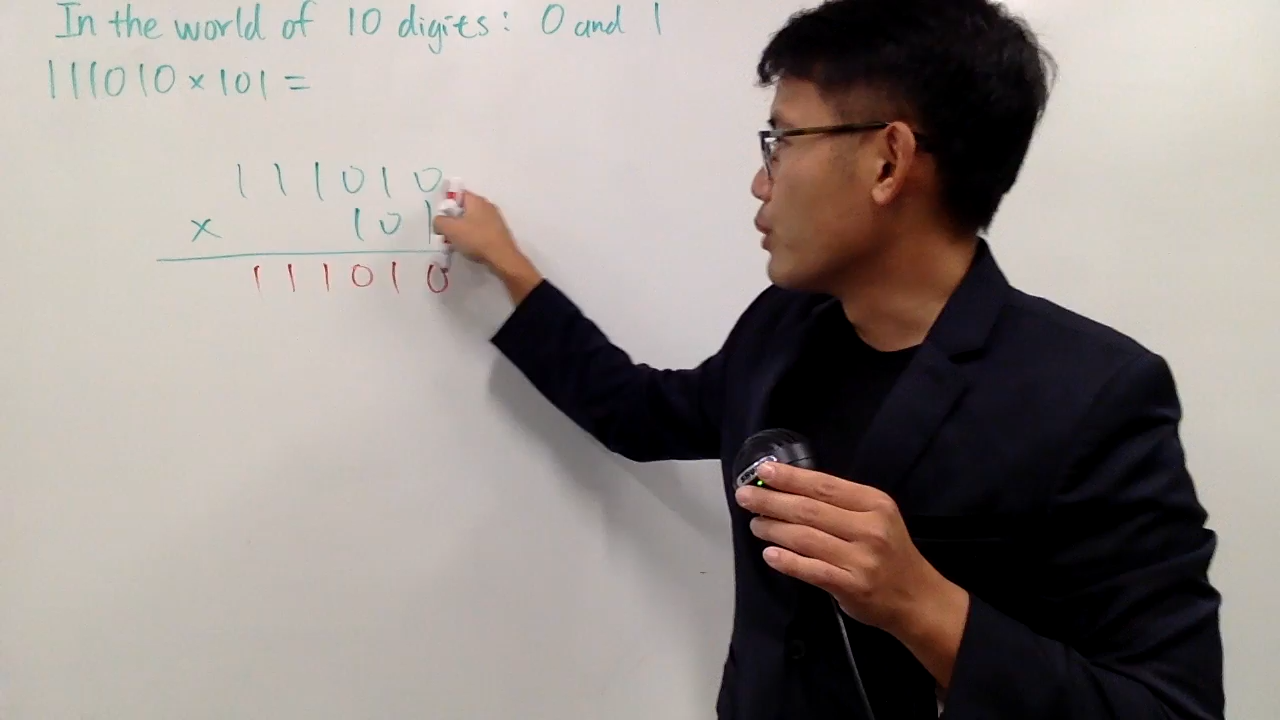 In the world of 10 digits: 0 and 1
111010 × 101 =
111010
× 101
111010